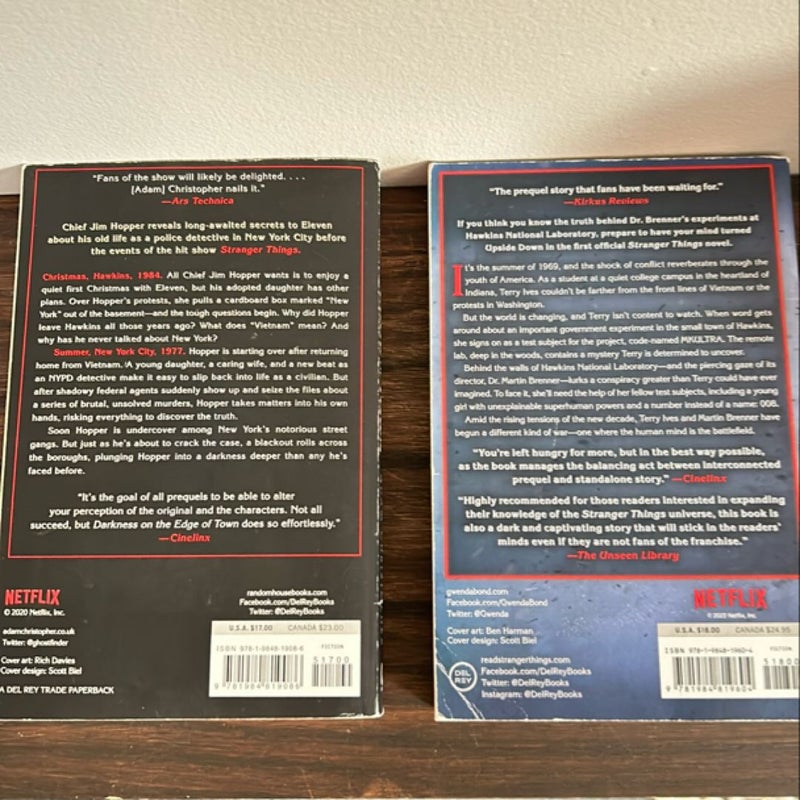 "Fans of the show will likely be delighted. . . .
[Adam] Christopher nails it."
—Ars Technica
Chief Jim Hopper reveals long-awaited secrets to Eleven
about his old life as a police detective in New York City before
the events of the hit show Stranger Things.
Christmas, Hawkins, 1984. All Chief Jim Hopper wants is to enjoy a
quiet first Christmas with Eleven, but his adopted daughter has other
plans. Over Hopper's protests, she pulls a cardboard box marked "New
York" out of the basement—and the tough questions begin. Why did Hopper
leave Hawkins all those years ago? What does "Vietnam" mean? And
why has he never talked about New York?
Summer, New York City, 1977. Hopper is starting over after returning
home from Vietnam. A young daughter, a caring wife, and a new beat as
an NYPD detective make it easy to slip back into life as a civilian. But
after shadowy federal agents suddenly show up and seize the files about
a series of brutal, unsolved murders, Hopper takes matters into his own
hands, risking everything to discover the truth.
Soon Hopper is undercover among New York's notorious street
gangs. But just as he's about to crack the case, a blackout rolls across
the boroughs, plunging Hopper into a darkness deeper than any he's
faced before.
"It's the goal of all prequels to be able to alter
your perception of the original and the characters. Not all
succeed, but Darkness on the Edge of Town does so effortlessly."
—Cinelinx
NETFLIX
© 2020 Netflix, Inc.
adamchristopher.co.uk
Twitter: @ghostfinder
Cover art: Rich Davies
Cover design: Scott Biel
A DEL REY TRADE PAPERBACK
randomhousebooks.com
Facebook.com/DelReyBooks
Twitter: @DelReyBooks
U.S.A. $17.00 CANADA $23.00
ISBN 978-1-9848-1908-6 FICTION
51700
9 781984 819086
"The prequel story that fans have been waiting for."
—Kirkus Reviews
If you think you know the truth behind Dr. Brenner's experiments at
Hawkins National Laboratory, prepare to have your mind turned
Upside Down in the first official Stranger Things novel.
It's the summer of 1969, and the shock of conflict reverberates through the
youth of America. As a student at a quiet college campus in the heartland of
Indiana, Terry Ives couldn't be farther from the front lines of Vietnam or the
protests in Washington.
But the world is changing, and Terry isn't content to watch. When word gets
around about an important government experiment in the small town of Hawkins,
she signs on as a test subject for the project, code-named MKULTRA. The remote
lab, deep in the woods, contains a mystery Terry is determined to uncover.
Behind the walls of Hawkins National Laboratory—and the piercing gaze of its
director, Dr. Martin Brenner—lurks a conspiracy greater than Terry could have ever
imagined. To face it, she'll need the help of her fellow test subjects, including a young
girl with unexplainable superhuman powers and a number instead of a name: 008.
Amid the rising tensions of the new decade, Terry Ives and Martin Brenner have
begun a different kind of war—one where the human mind is the battlefield.
"You're left hungry for more, but in the best way possible,
as the book manages the balancing act between interconnected
prequel and standalone story." —Cinelinx
"Highly recommended for those readers interested in expanding
their knowledge of the Stranger Things universe, this book is
also a dark and captivating story that will stick in the readers'
minds even if they are not fans of the franchise."
—The Unseen Library
gwendabond.com
Facebook.com/GwendaBond
Twitter: @Gwenda
Cover art: Ben Harman
Cover design: Scott Biel
NETFLIX
© 2020 Netflix, Inc.
DEL REY
readstrangerthings.com
Facebook.com/DelReyBooks
Twitter: @DelReyBooks
Instagram: @DelReyBooks
U.S.A. $18.00 CANADA $24.95
ISBN 978-1-9848-1960-4 FICTION
51800
9 781984 819604